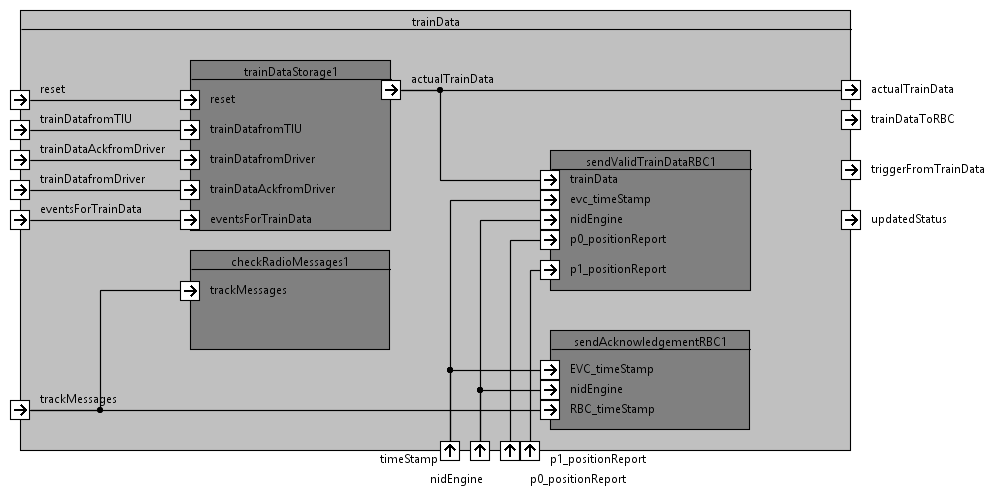 trainData
trainDataStorage1
reset
trainDatafromTIU
trainDataAckfromDriver
trainDatafromDriver
eventsForTrainData
reset
trainDatafromTIU
trainDatafromDriver
trainDataAckfromDriver
eventsForTrainData
actualTrainData
actualTrainData
trainDataToRBC
triggerFromTrainData
updatedStatus
sendValidTrainDataRBC1
trainData
evc_timeStamp
nidEngine
p0_positionReport
p1_positionReport
checkRadioMessages1
trackMessages
sendAcknowledgementRBC1
EVC_timeStamp
nidEngine
RBC_timeStamp
trackMessages
timeStamp
p1_positionReport
nidEngine
p0_positionReport